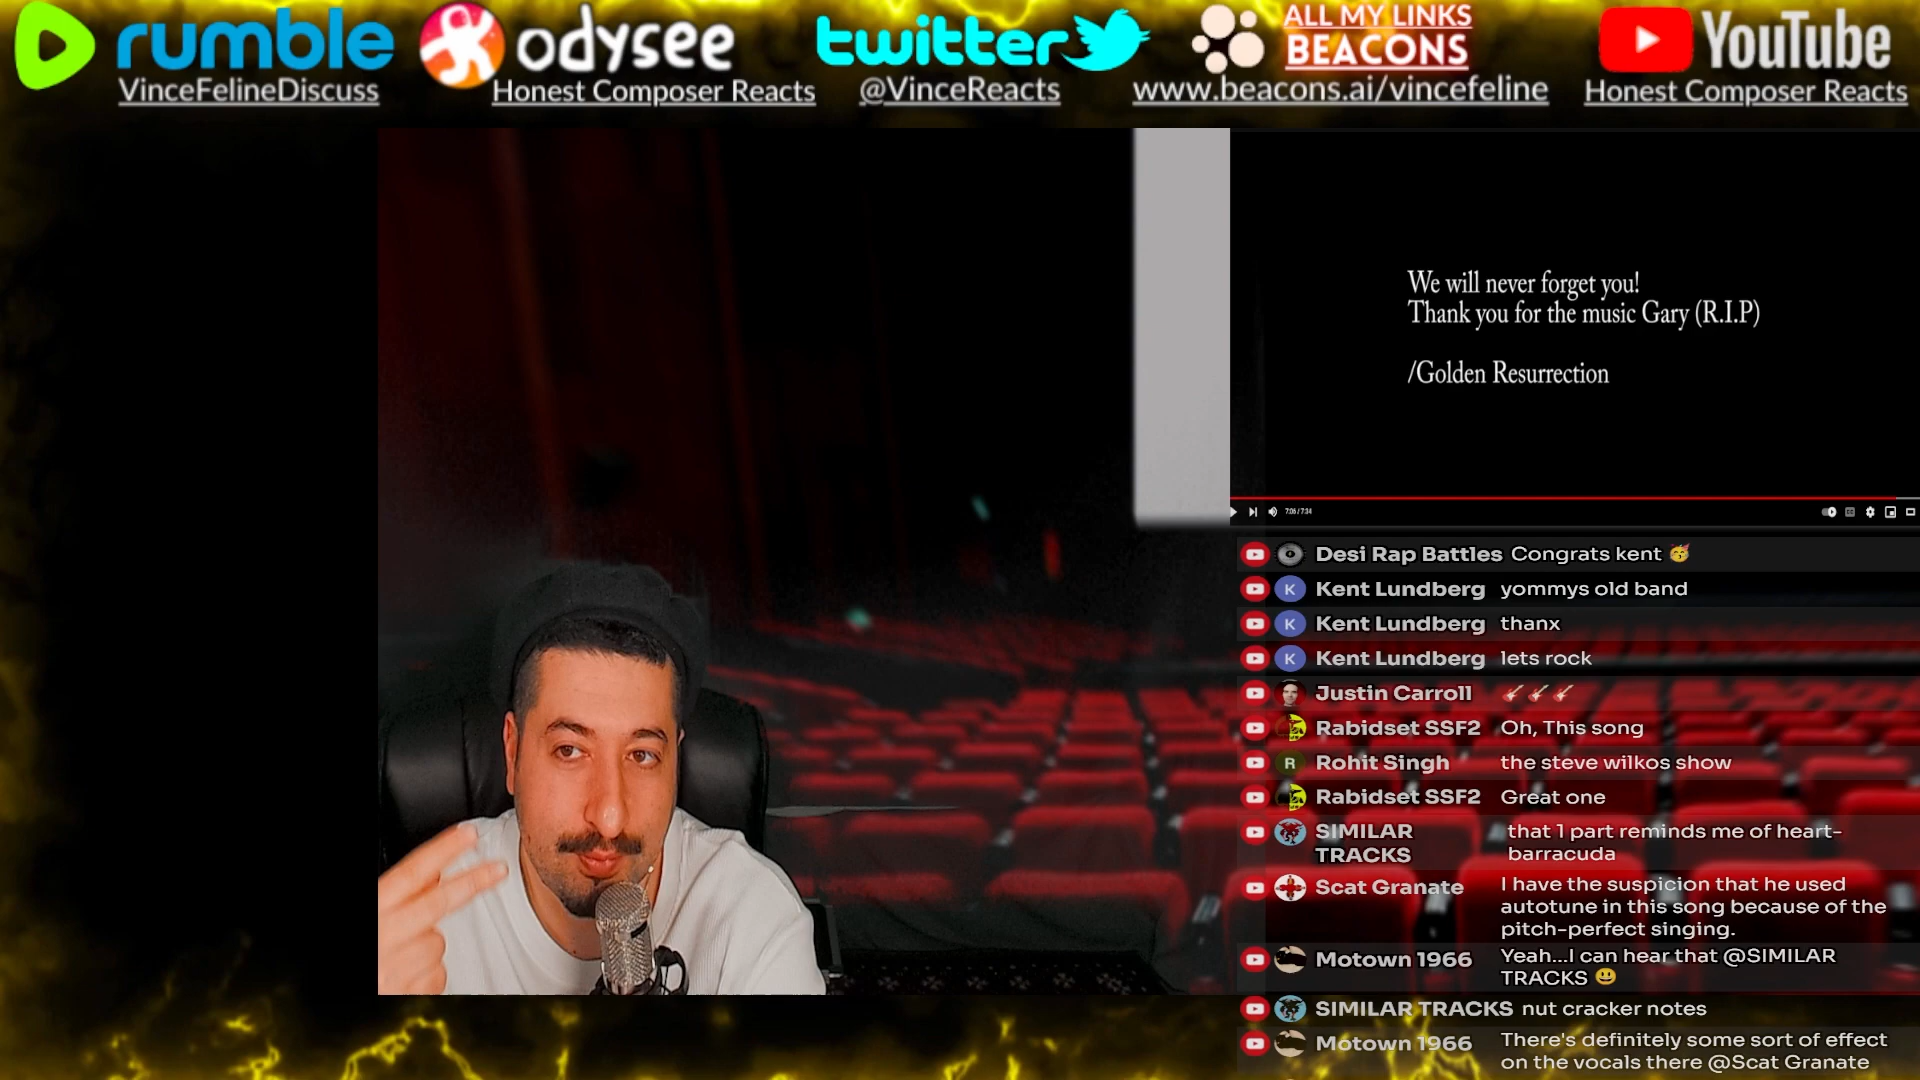 rumble
VinceFelineDiscuss
odysee
Honest Composer Reacts
twitter
@VinceReacts
ALL MY LINKS
BEACONS
www.beacons.ai/vincefeline
YouTube
Honest Composer Reacts
We will never forget you!
Thank you for the music Gary (R.I.P)
/Golden Resurrection
7:06 / 7:34
Desi Rap Battles Congrats kent 🥳
K Kent Lundberg yommys old band
K Kent Lundberg thanx
K Kent Lundberg lets rock
Justin Carroll 🎸🎸🎸
Rabidset SSF2 Oh, This song
R Rohit Singh the steve wilkos show
Rabidset SSF2 Great one
SIMILAR TRACKS that 1 part reminds me of heart-
barracuda
Scat Granate I have the suspicion that he used
autotune in this song because of the
pitch-perfect singing.
Motown 1966 Yeah...I can hear that @SIMILAR
TRACKS 😃
SIMILAR TRACKS nut cracker notes
Motown 1966 There's definitely some sort of effect
on the vocals there @Scat Granate